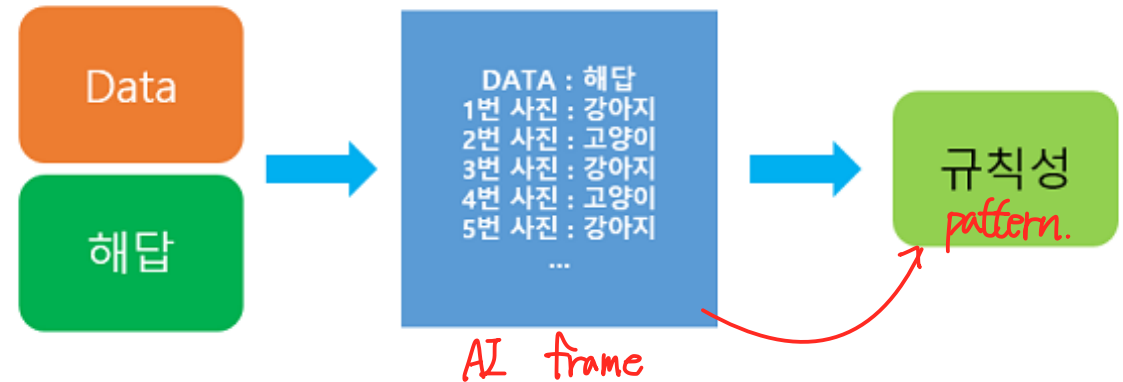 Data
해답
DATA : 해답
1번 사진 : 강아지
2번 사진 : 고양이
3번 사진 : 강아지
4번 사진 : 고양이
5번 사진 : 강아지
...
AI frame
규칙성
pattern.